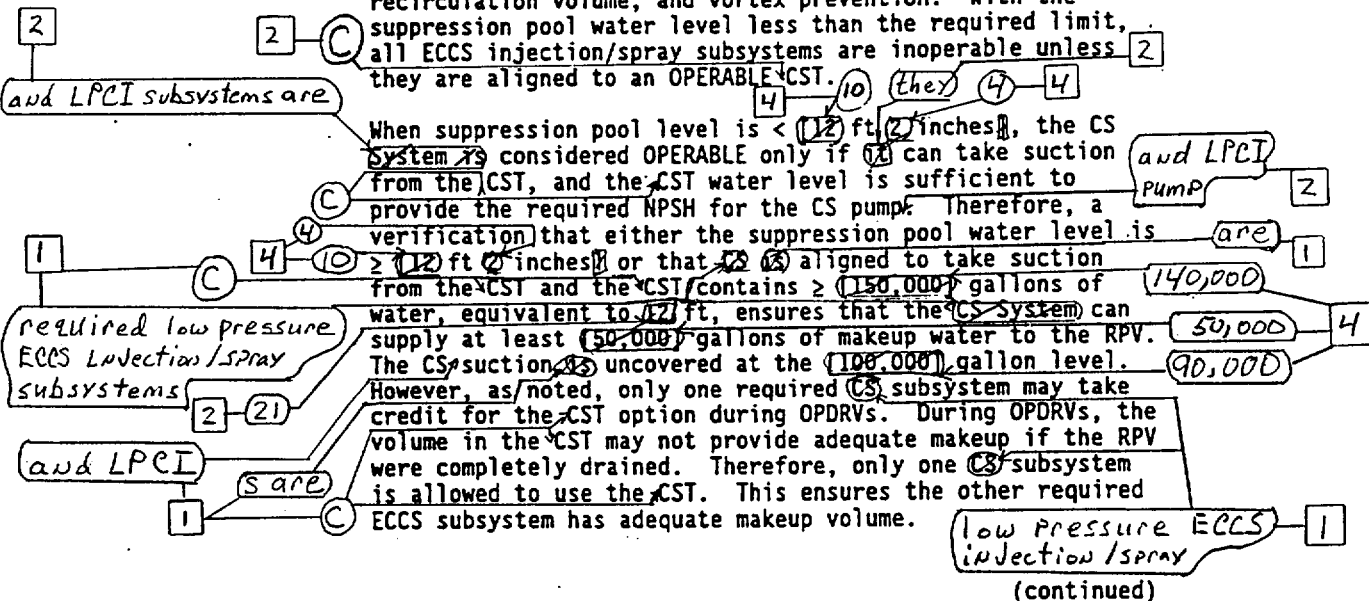 recirculation volume, and vortex prevention. With the
suppression pool water level less than the required limit,
all ECCS injection/spray subsystems are inoperable unless
they are aligned to an OPERABLE CST.
2
2
C
2
and LPCI subsystems are
4
10
they
4
4
When suppression pool level is < [12] ft 2 inches], the CS
System is considered OPERABLE only if it can take suction
from the CST, and the CST water level is sufficient to
provide the required NPSH for the CS pump. Therefore, a
verification that either the suppression pool water level is
≥ [12] ft 2 inches] or that CS is aligned to take suction
from the CST and the CST contains ≥ [150,000] gallons of
water, equivalent to 12 ft, ensures that the CS System can
supply at least [50,000] gallons of makeup water to the RPV.
The CS suction is uncovered at the [100,000] gallon level.
However, as noted, only one required CS subsystem may take
credit for the CST option during OPDRVs. During OPDRVs, the
volume in the CST may not provide adequate makeup if the RPV
were completely drained. Therefore, only one CS subsystem
is allowed to use the CST. This ensures the other required
ECCS subsystem has adequate makeup volume.
C
and LPCI
pump
2
4
4
10
1
C
are
1
140,000
50,000
90,000
4
required low pressure
ECCS Injection/spray
subsystems
2
21
and LPCI
1
s are
C
low pressure ECCS
injection/spray
1
(continued)